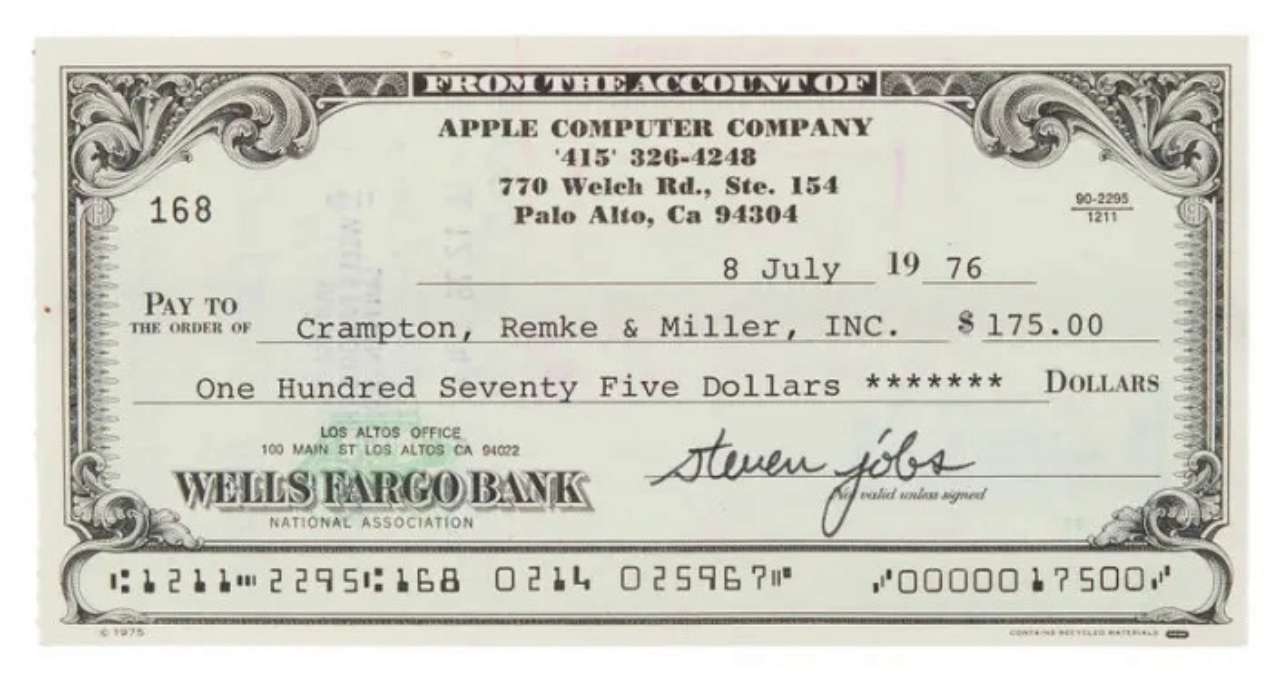 FROM THE ACCOUNT OF
APPLE COMPUTER COMPANY
'415' 326-4248
770 Welch Rd., Ste. 154
Palo Alto, Ca 94304
168
90-2295
1211
8 July 19 76
PAY TO
THE ORDER OF Crampton, Remke & Miller, INC. $ 175.00
One Hundred Seventy Five Dollars ******* DOLLARS
LOS ALTOS OFFICE
100 MAIN ST LOS ALTOS CA 94022
WELLS FARGO BANK
NATIONAL ASSOCIATION
steven jobs
Not valid unless signed
⑆1211⑉2295⑆168 0214 025967⑈ ⑇0000017500⑇
© 1975
CONTAINS RECYCLED MATERIALS